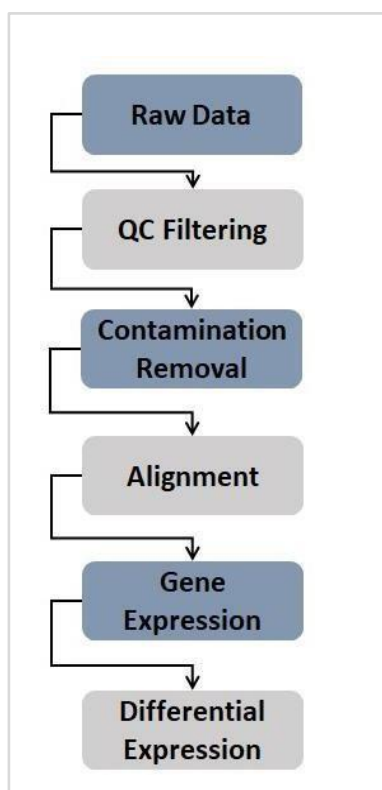 Raw Data
QC Filtering
Contamination
Removal
Alignment
Gene
Expression
Differential
Expression